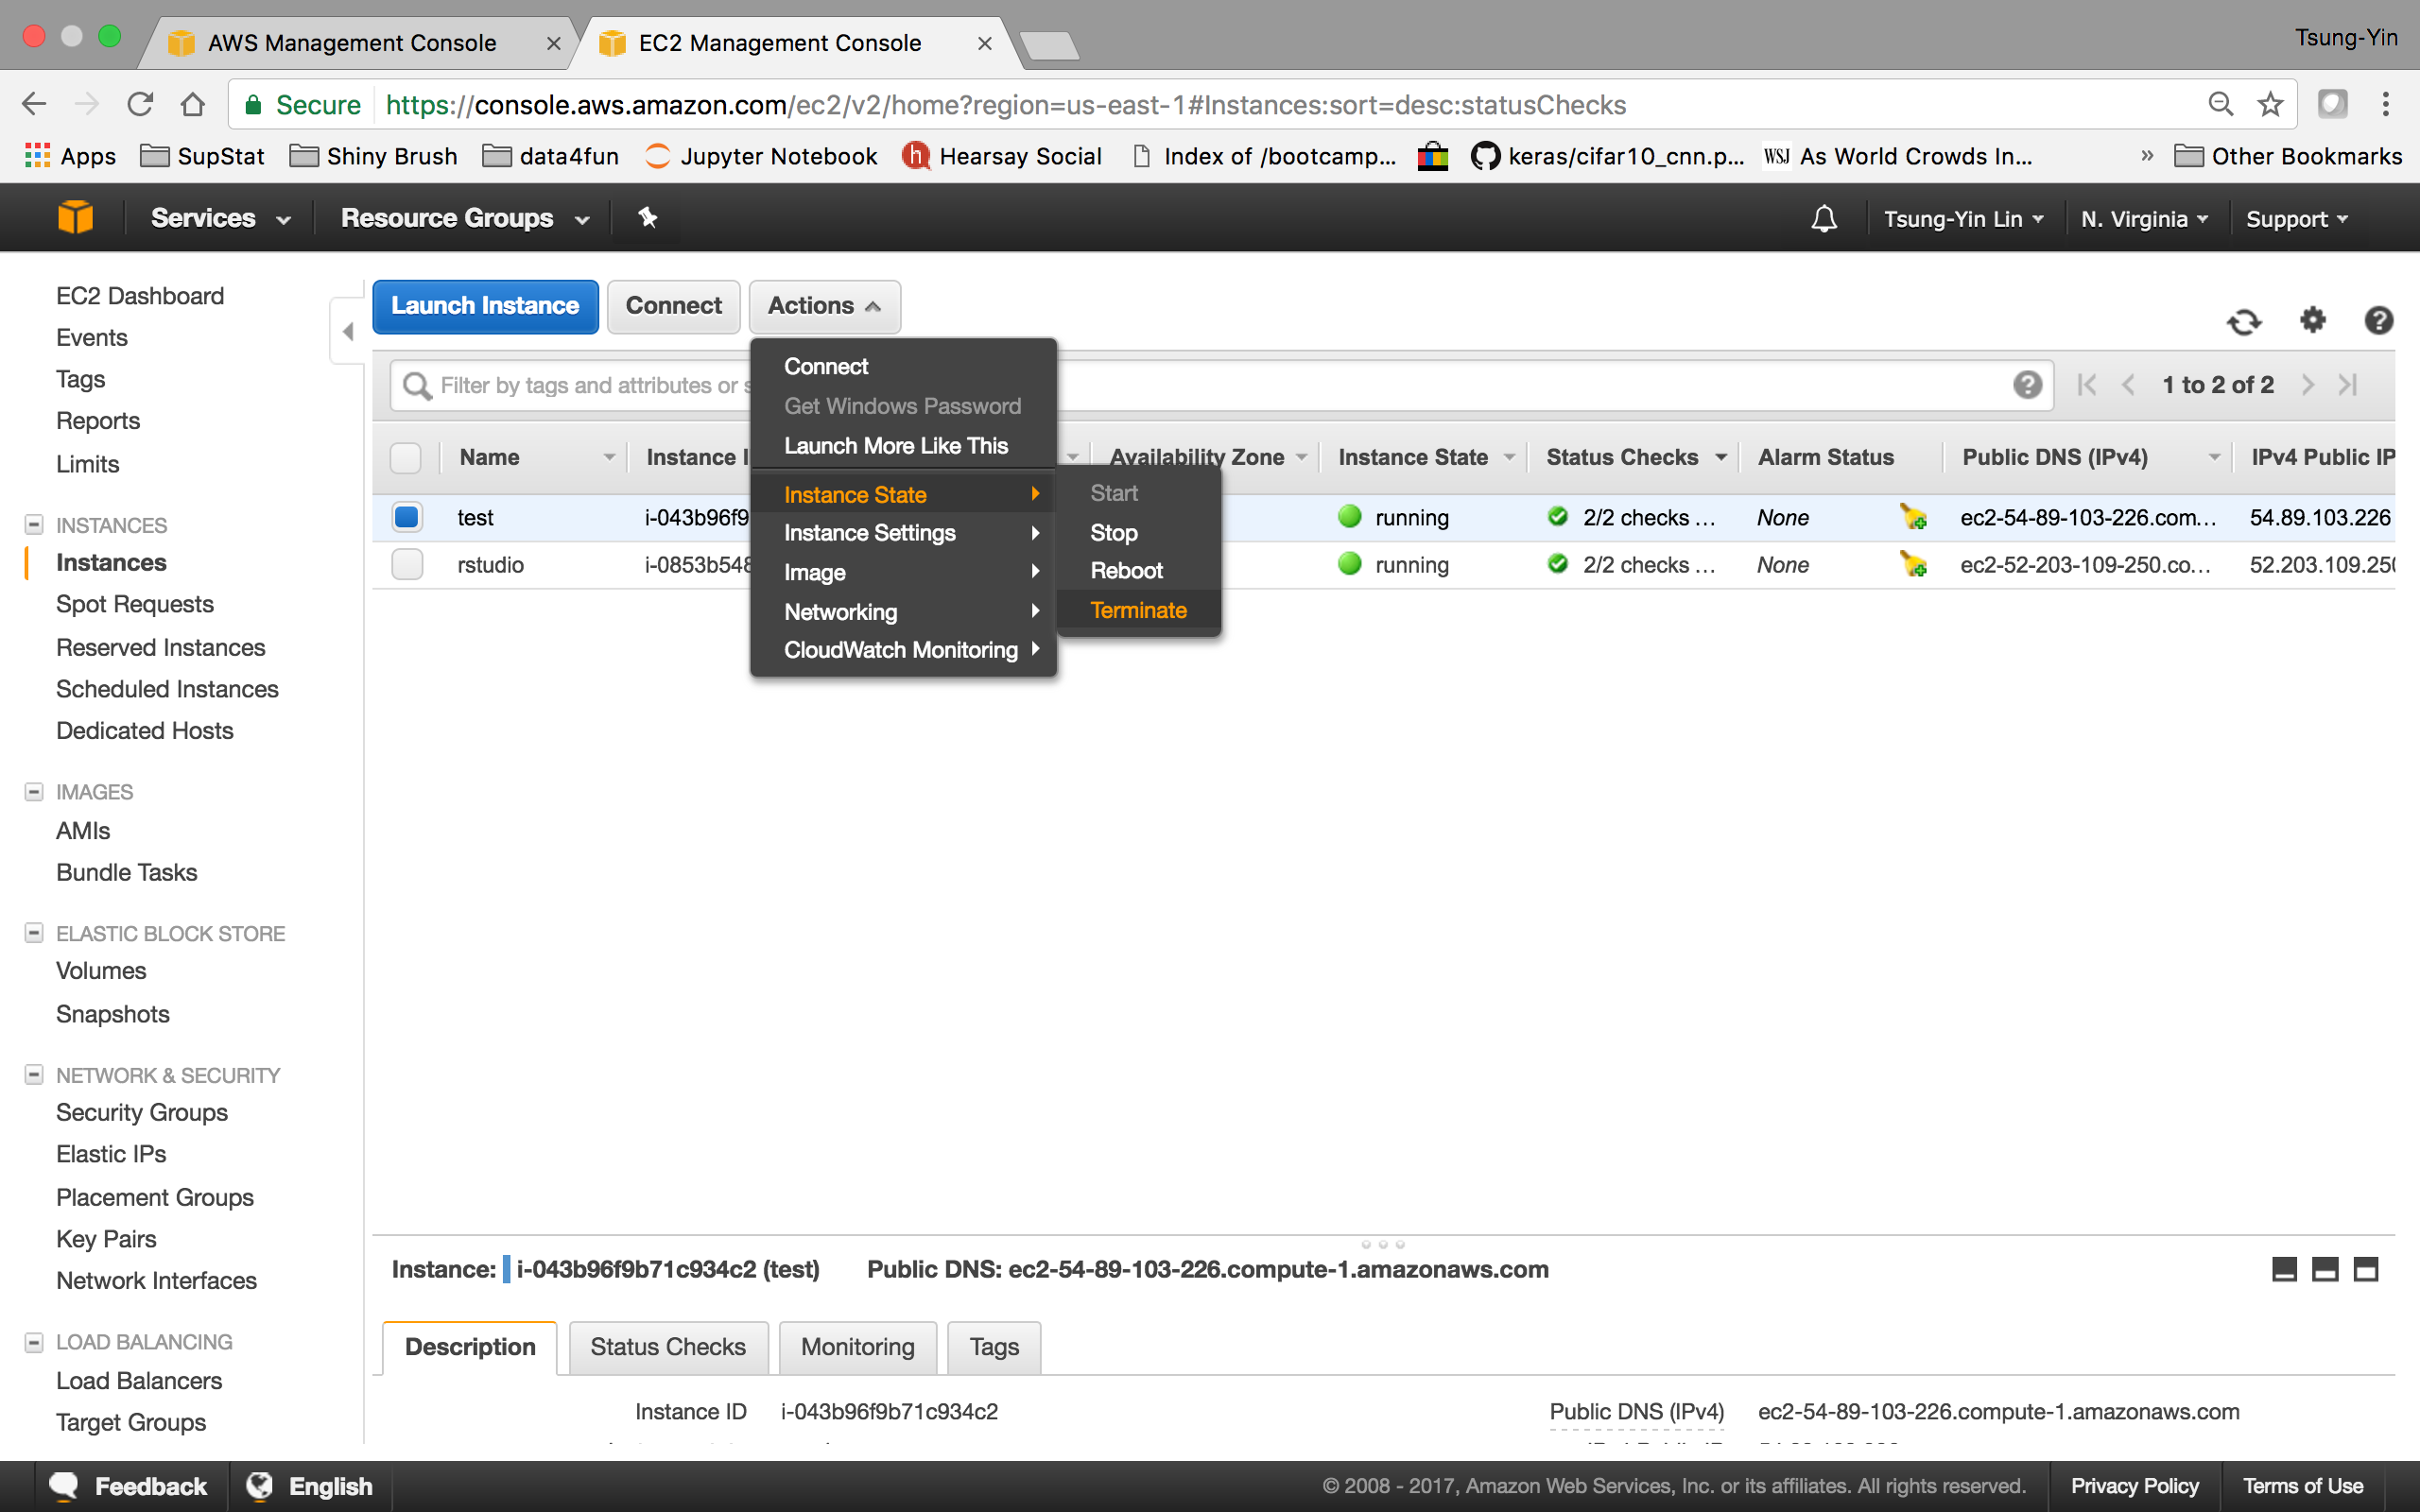 AWS Management Console
EC2 Management Console
Tsung-Yin
Secure https://console.aws.amazon.com/ec2/v2/home?region=us-east-1#Instances:sort=desc:statusChecks
Apps SupStat Shiny Brush data4fun Jupyter Notebook Hearsay Social Index of /bootcamp... keras/cifar10_cnn.p... WSJ As World Crowds In... » Other Bookmarks
Services Resource Groups Tsung-Yin Lin N. Virginia Support
EC2 Dashboard
Events
Tags
Reports
Limits
INSTANCES
Instances
Spot Requests
Reserved Instances
Scheduled Instances
Dedicated Hosts
IMAGES
AMIs
Bundle Tasks
ELASTIC BLOCK STORE
Volumes
Snapshots
NETWORK & SECURITY
Security Groups
Elastic IPs
Placement Groups
Key Pairs
Network Interfaces
LOAD BALANCING
Load Balancers
Target Groups
Launch Instance Connect Actions
Filter by tags and attributes or s
1 to 2 of 2
Name Instance I Availability Zone Instance State Status Checks Alarm Status Public DNS (IPv4) IPv4 Public IP
test i-043b96f9 running 2/2 checks ... None ec2-54-89-103-226.com... 54.89.103.226
rstudio i-0853b548 running 2/2 checks ... None ec2-52-203-109-250.co... 52.203.109.250
Connect
Get Windows Password
Launch More Like This
Instance State
Instance Settings
Image
Networking
CloudWatch Monitoring
Start
Stop
Reboot
Terminate
Instance: i-043b96f9b71c934c2 (test) Public DNS: ec2-54-89-103-226.compute-1.amazonaws.com
Description Status Checks Monitoring Tags
Instance ID i-043b96f9b71c934c2 Public DNS (IPv4) ec2-54-89-103-226.compute-1.amazonaws.com
Feedback English © 2008 - 2017, Amazon Web Services, Inc. or its affiliates. All rights reserved. Privacy Policy Terms of Use